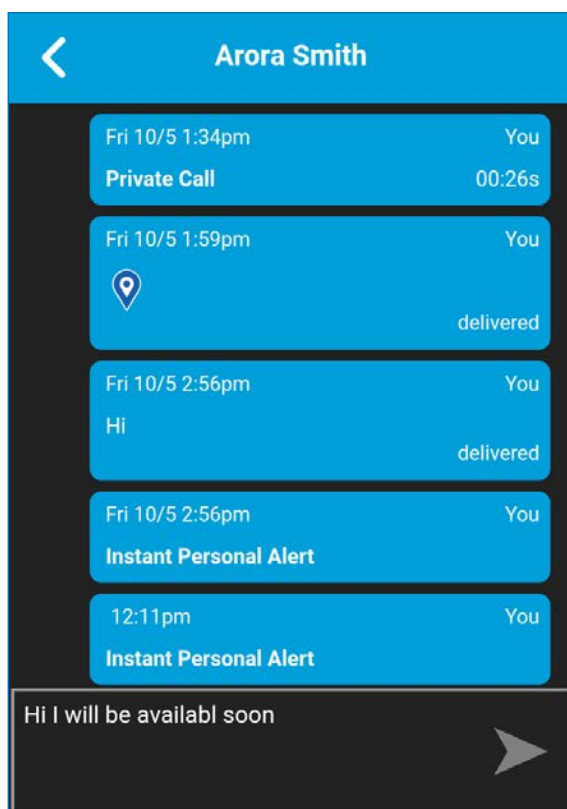 Arora Smith
Fri 10/5 1:34pm You
Private Call 00:26s
Fri 10/5 1:59pm You
delivered
Fri 10/5 2:56pm You
Hi
delivered
Fri 10/5 2:56pm You
Instant Personal Alert
12:11pm You
Instant Personal Alert
Hi I will be availabl soon